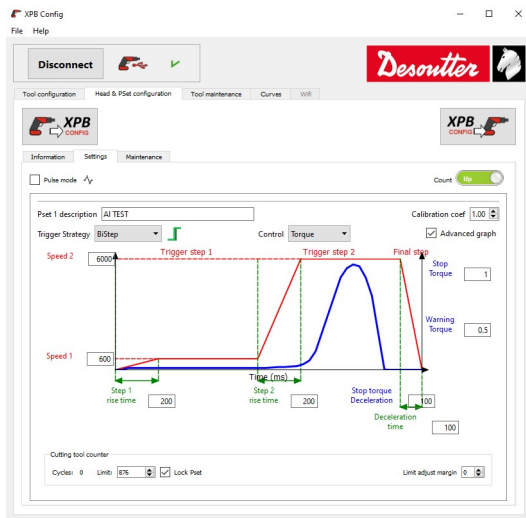 XPB Config
File Help
Disconnect
Desoutter
Tool configuration Head & PSet configuration Tool maintenance Curves Wifi
XPB
CONFIG
XPB
CONFIG
Information Settings Maintenance
Pulse mode
Count Up
Pset 1 description AI TEST
Calibration coef 1.00
Trigger Strategy BiStep
Control Torque
Advanced graph
Speed 2 6000
Trigger step 1
Trigger step 2
Final step
Stop
Torque 1
Warning
Torque 0.5
Speed 1 600
Time (ms)
Step 1
rise time 200
Step 2
rise time 200
Stop torque
Deceleration 100
Deceleration
time 100
Cutting tool counter
Cycles: 0 Limit: 876 Lock Pset
Limit adjust margin 0